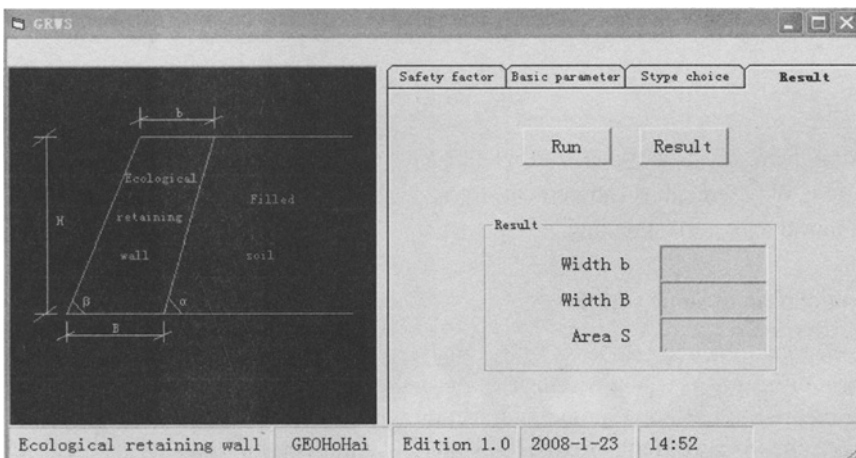 GRWS
Safety factor Basic parameter Stype choice Result
b
H
Ecological
retaining
wall
Filled
zoil
β
α
B
Run Result
Result
Width b
Width B
Area S
Ecological retaining wall GEOHoHai Edition 1.0 2008-1-23 14:52